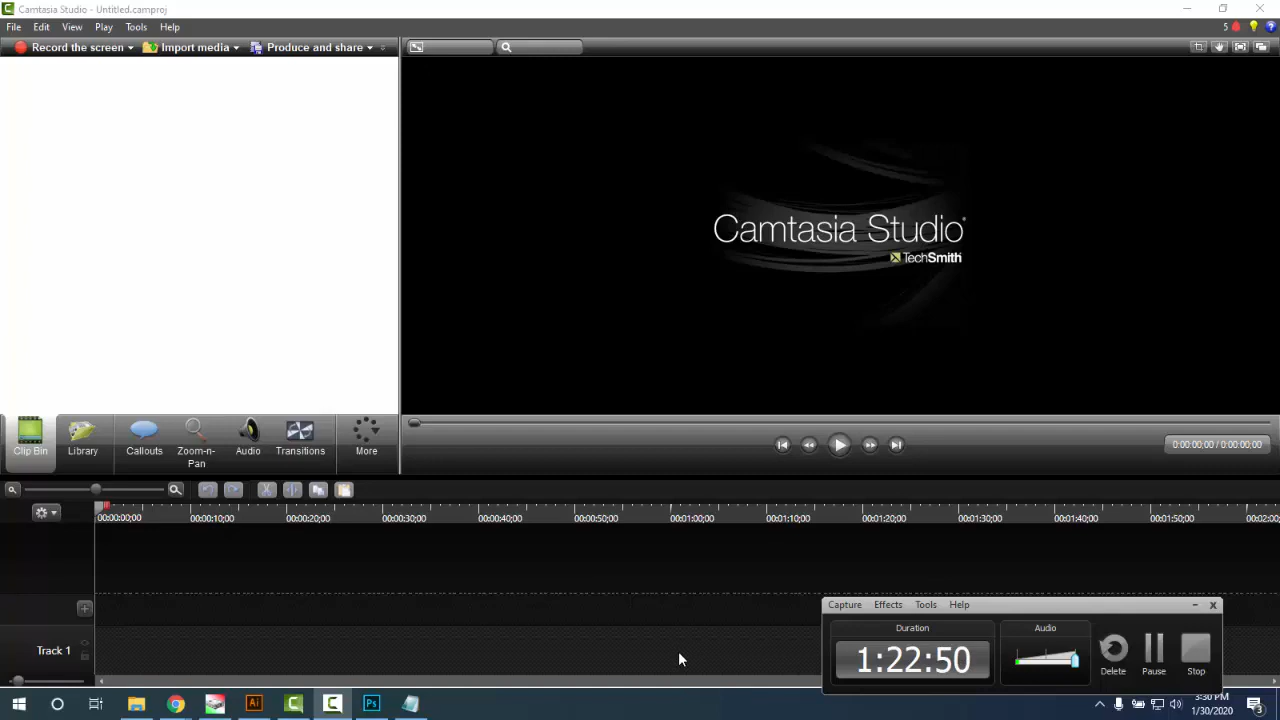 Camtasia Studio - Untitled.camproj
File Edit View Play Tools Help
5
Record the screen Import media Produce and share
Camtasia Studio
TechSmith
Clip Bin Library Callouts Zoom-n-Pan Audio Transitions More
0:00:00;00 / 0:00:00;00
00:00:00;00 00:00:10;00 00:00:20;00 00:00:30;00 00:00:40;00 00:00:50;00 00:01:00;00 00:01:10;00 00:01:20;00 00:01:30;00 00:01:40;00 00:01:50;00 00:02:00
Track 1
Capture Effects Tools Help
Duration Audio
1:22:50
Delete Pause Stop
Ai Ps
3:30 PM
1/30/2020
3